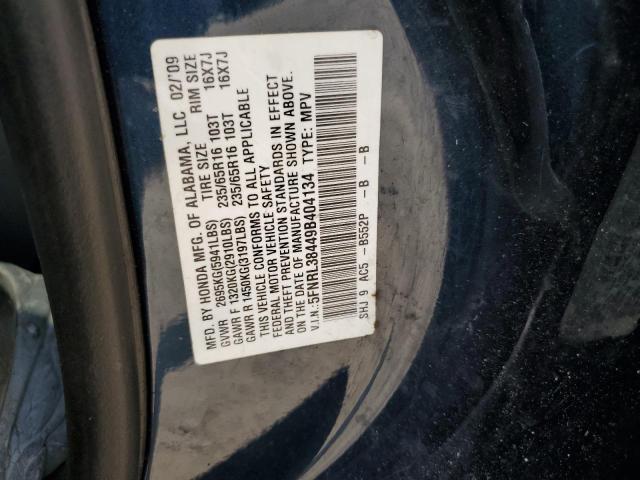 MFD. BY HONDA MFG. OF ALABAMA, LLC 02/'09
TIRE SIZE RIM SIZE
GVWR 2695KG(5941LBS)
GAWR F 1320KG(2910LBS) 235/65R16 103T 16X7J
GAWR R 1450KG(3197LBS) 235/65R16 103T 16X7J
THIS VEHICLE CONFORMS TO ALL APPLICABLE
FEDERAL MOTOR VEHICLE SAFETY
AND THEFT PREVENTION STANDARDS IN EFFECT
ON THE DATE OF MANUFACTURE SHOWN ABOVE.
V.I.N.:5FNRL38449B404134 TYPE: MPV
SHJ 9 AC5 -B552P -B -B